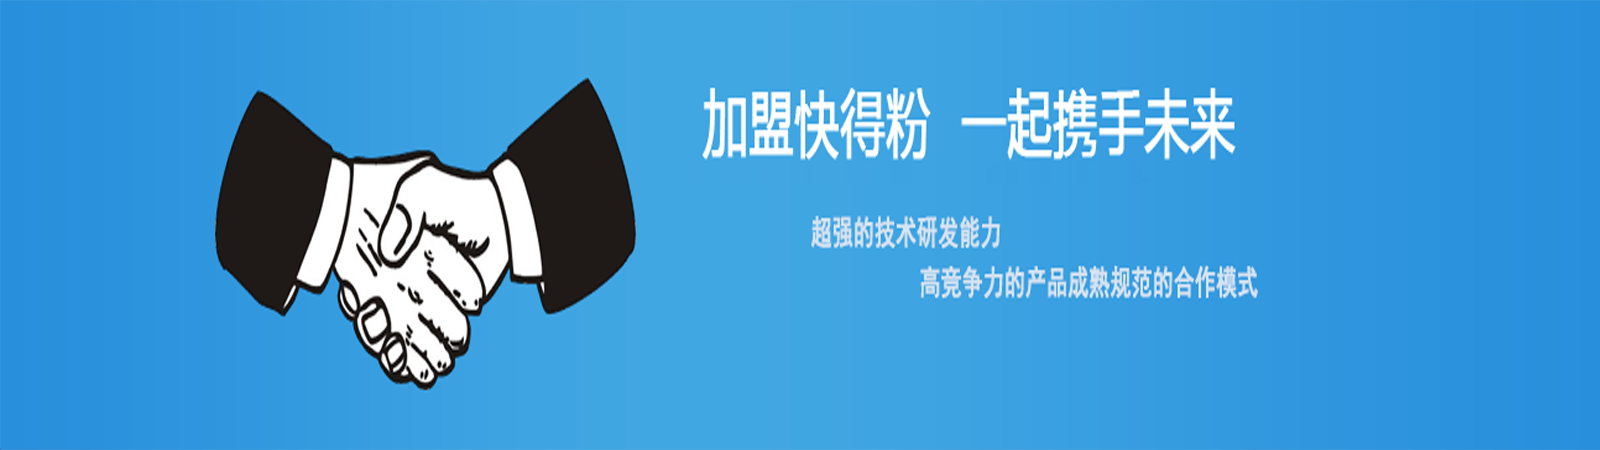 加盟快得粉 一起携手未来
超强的技术研发能力
高竞争力的产品成熟规范的合作模式